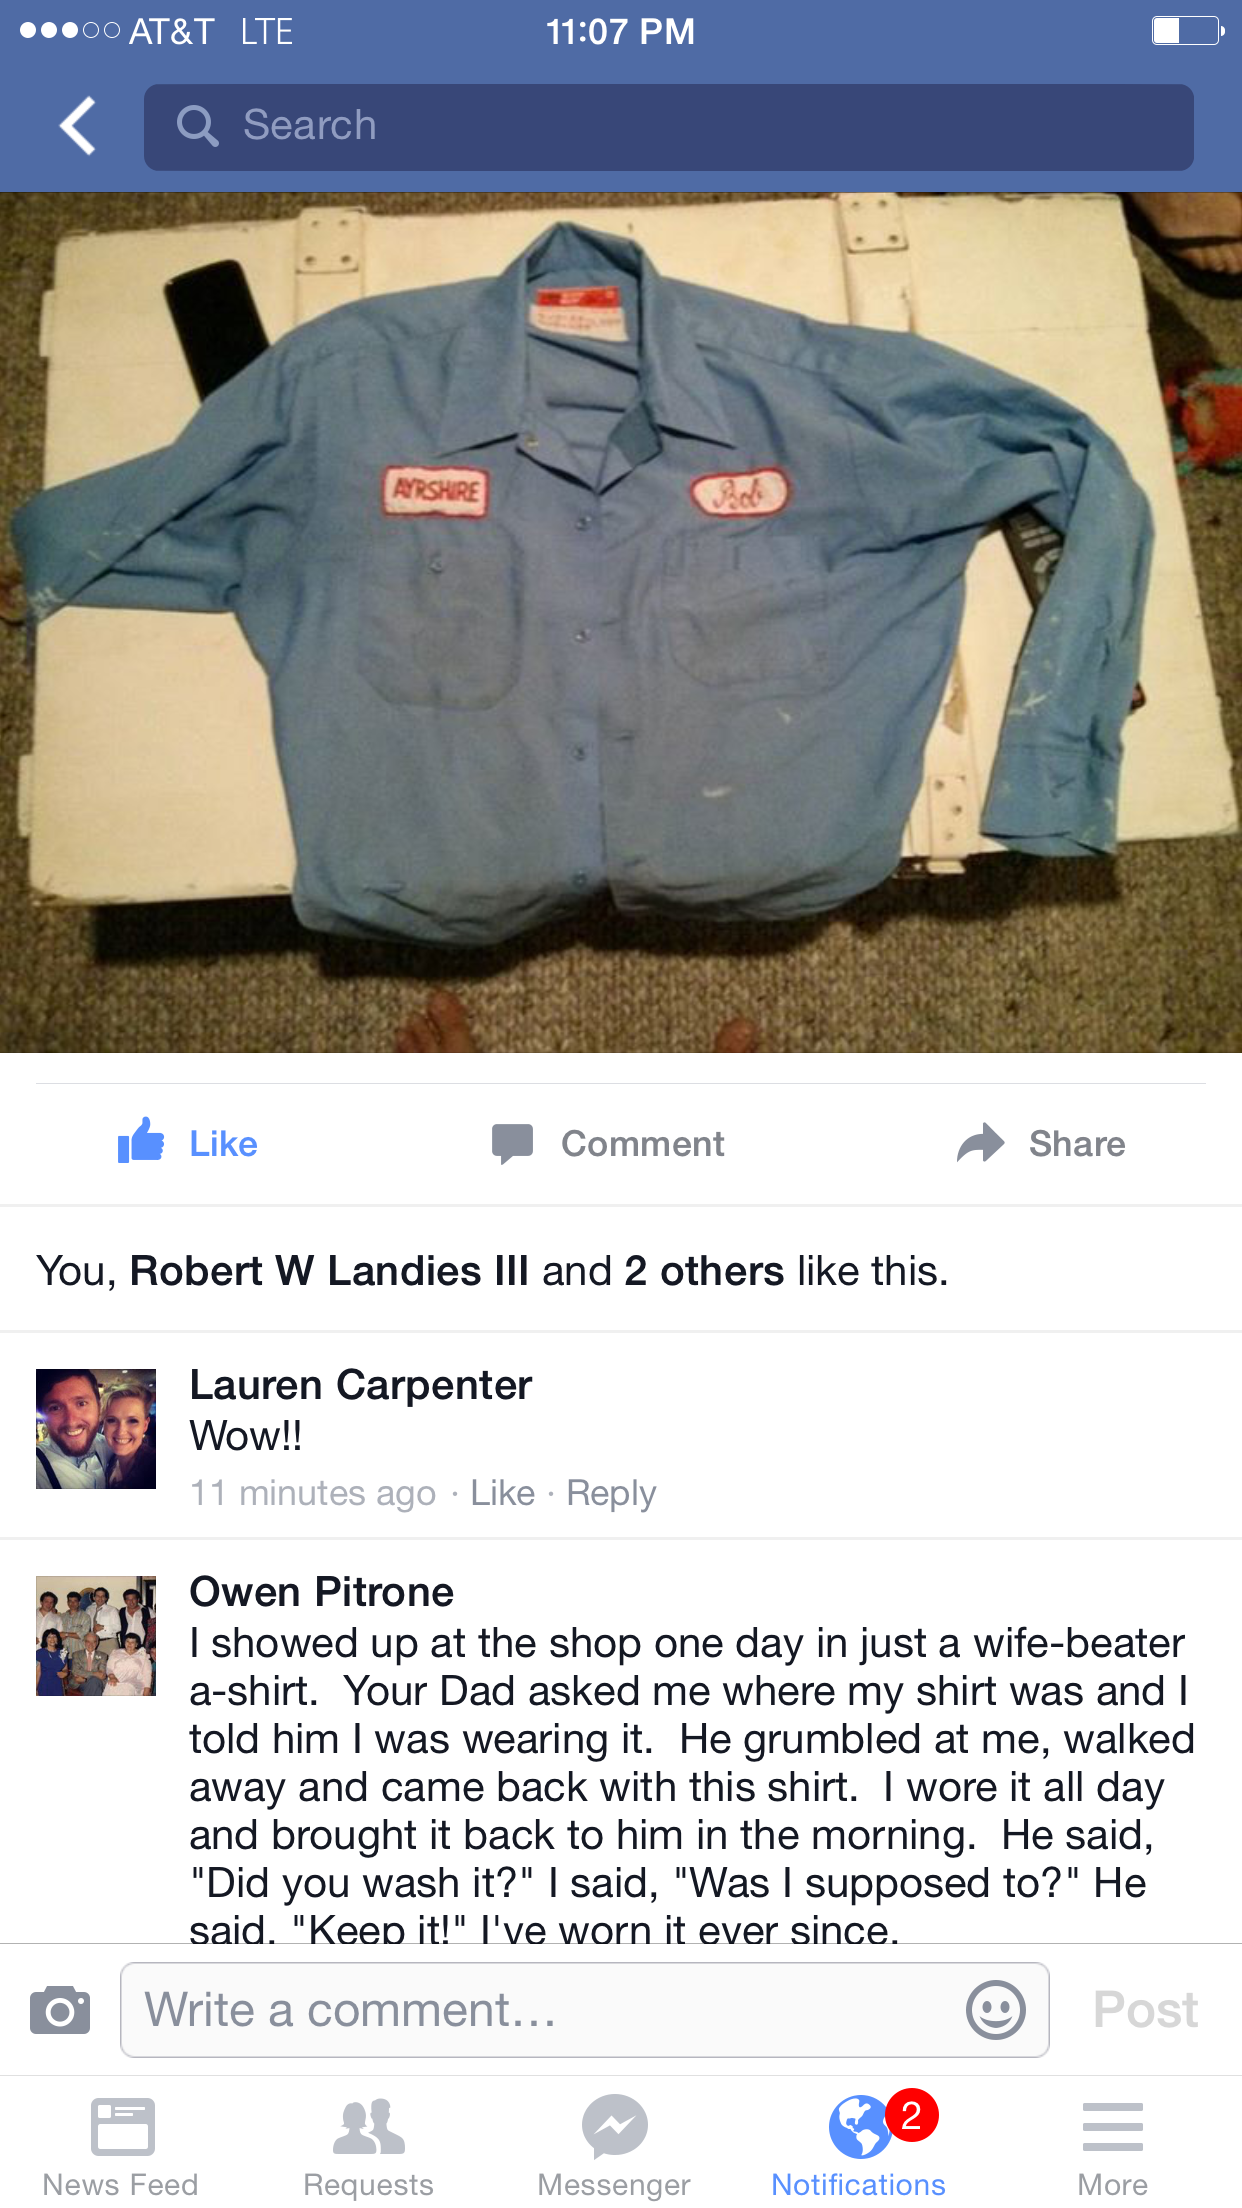 AT&T LTE 11:07 PM
Search
AYRSHIRE
Bob
Like Comment Share
You, Robert W Landies III and 2 others like this.
Lauren Carpenter
Wow!!
11 minutes ago · Like · Reply
Owen Pitrone
I showed up at the shop one day in just a wife-beater
a-shirt.  Your Dad asked me where my shirt was and I
told him I was wearing it.  He grumbled at me, walked
away and came back with this shirt.  I wore it all day
and brought it back to him in the morning.  He said,
"Did you wash it?" I said, "Was I supposed to?" He
said, "Keep it!" I've worn it ever since.
Write a comment... Post
2
News Feed Requests Messenger Notifications More